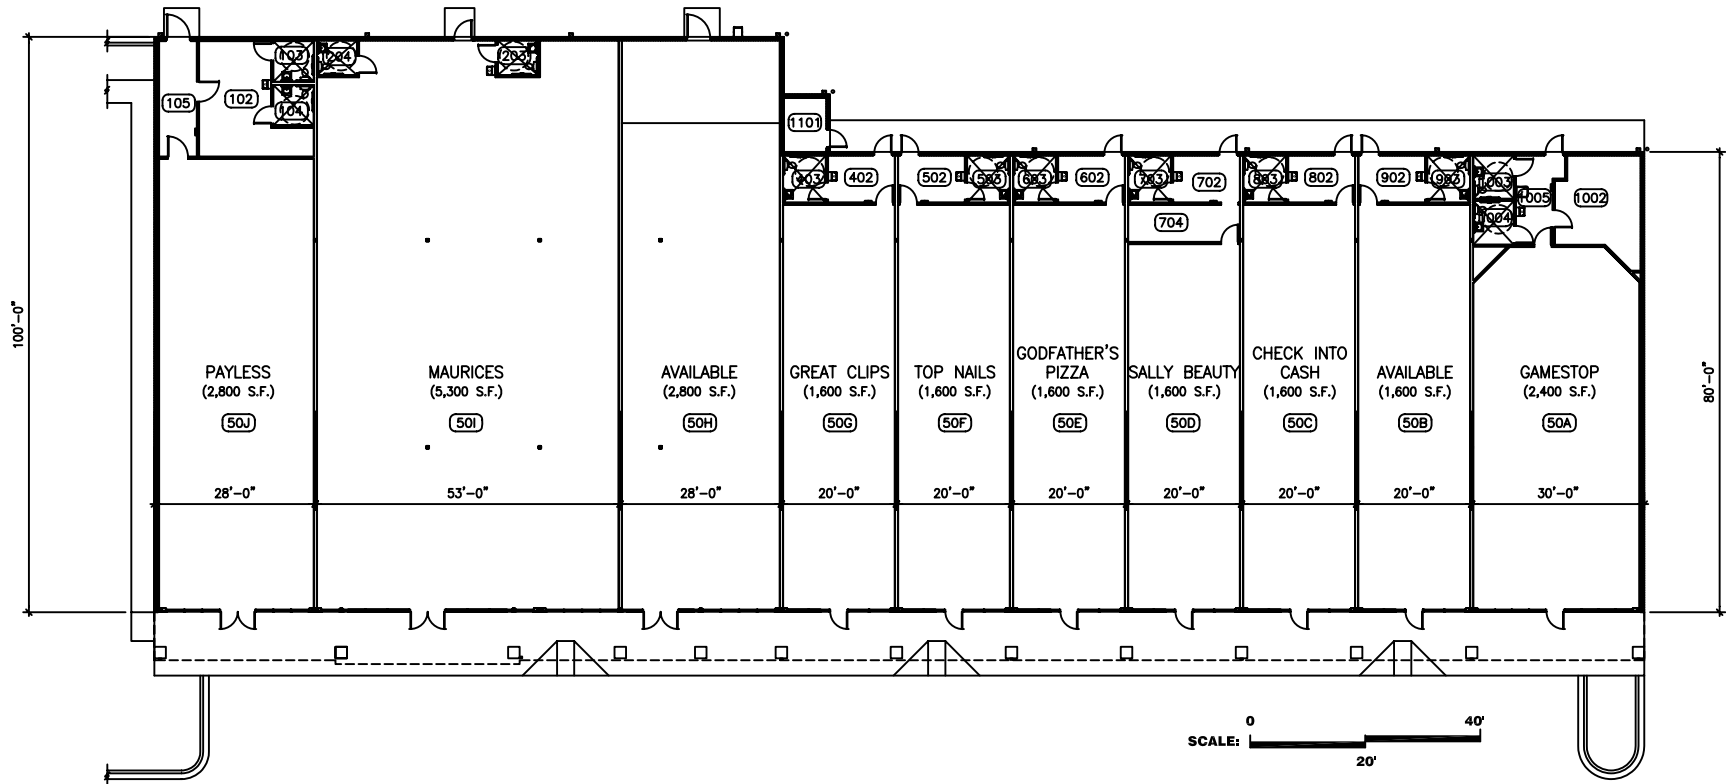 103
204
203
105
102
104
1101
403
402
502
503
603
602
703
702
802
902
903
1003
1005
1002
1004
704
100'-0"
80'-0"
PAYLESS
(2,800 S.F.)
50J
MAURICES
(5,300 S.F.)
50I
AVAILABLE
(2,800 S.F.)
50H
GREAT CLIPS
(1,600 S.F.)
50G
TOP NAILS
(1,600 S.F.)
50F
GODFATHER'S
PIZZA
(1,600 S.F.)
50E
SALLY BEAUTY
(1,600 S.F.)
50D
CHECK INTO
CASH
(1,600 S.F.)
50C
AVAILABLE
(1,600 S.F.)
50B
GAMESTOP
(2,400 S.F.)
50A
28'-0"
53'-0"
28'-0"
20'-0"
20'-0"
20'-0"
20'-0"
20'-0"
20'-0"
30'-0"
0
40'
SCALE:
20'